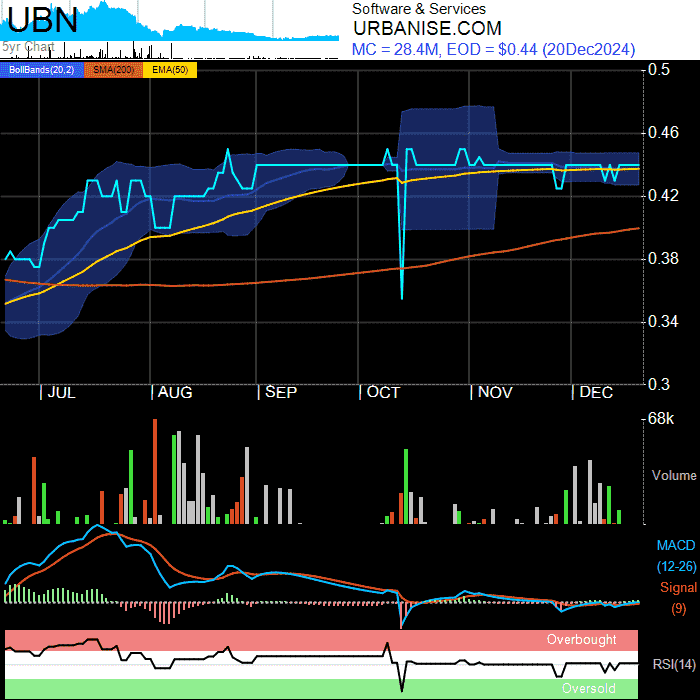 UBN
5yr Chart
Software & Services
URBANISE.COM
MC = 28.4M, EOD = $0.44 (20Dec2024)
BollBands(20,2) SMA(200) EMA(50)
0.5
0.46
0.42
0.38
0.34
0.3
JUL AUG SEP OCT NOV DEC
68k
Volume
MACD
(12-26)
Signal
(9)
Overbought
RSI(14)
Oversold